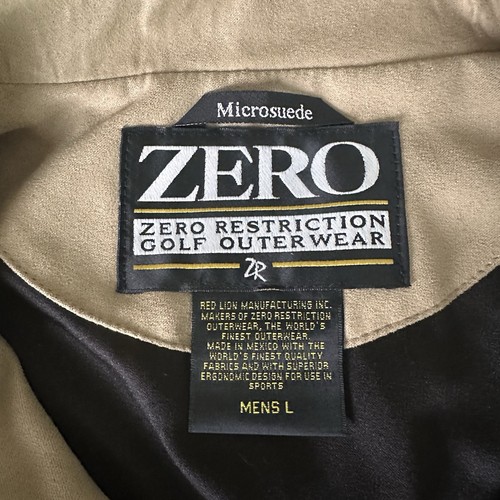 Microsuede
ZERO
ZERO RESTRICTION
GOLF OUTERWEAR
ZR
RED LION MANUFACTURING INC.
MAKERS OF ZERO RESTRICTION
OUTERWEAR, THE WORLD'S
FINEST OUTERWEAR.
MADE IN MEXICO WITH THE
WORLD'S FINEST QUALITY
FABRICS AND WITH SUPERIOR
ERGONOMIC DESIGN FOR USE IN
SPORTS
MENS L